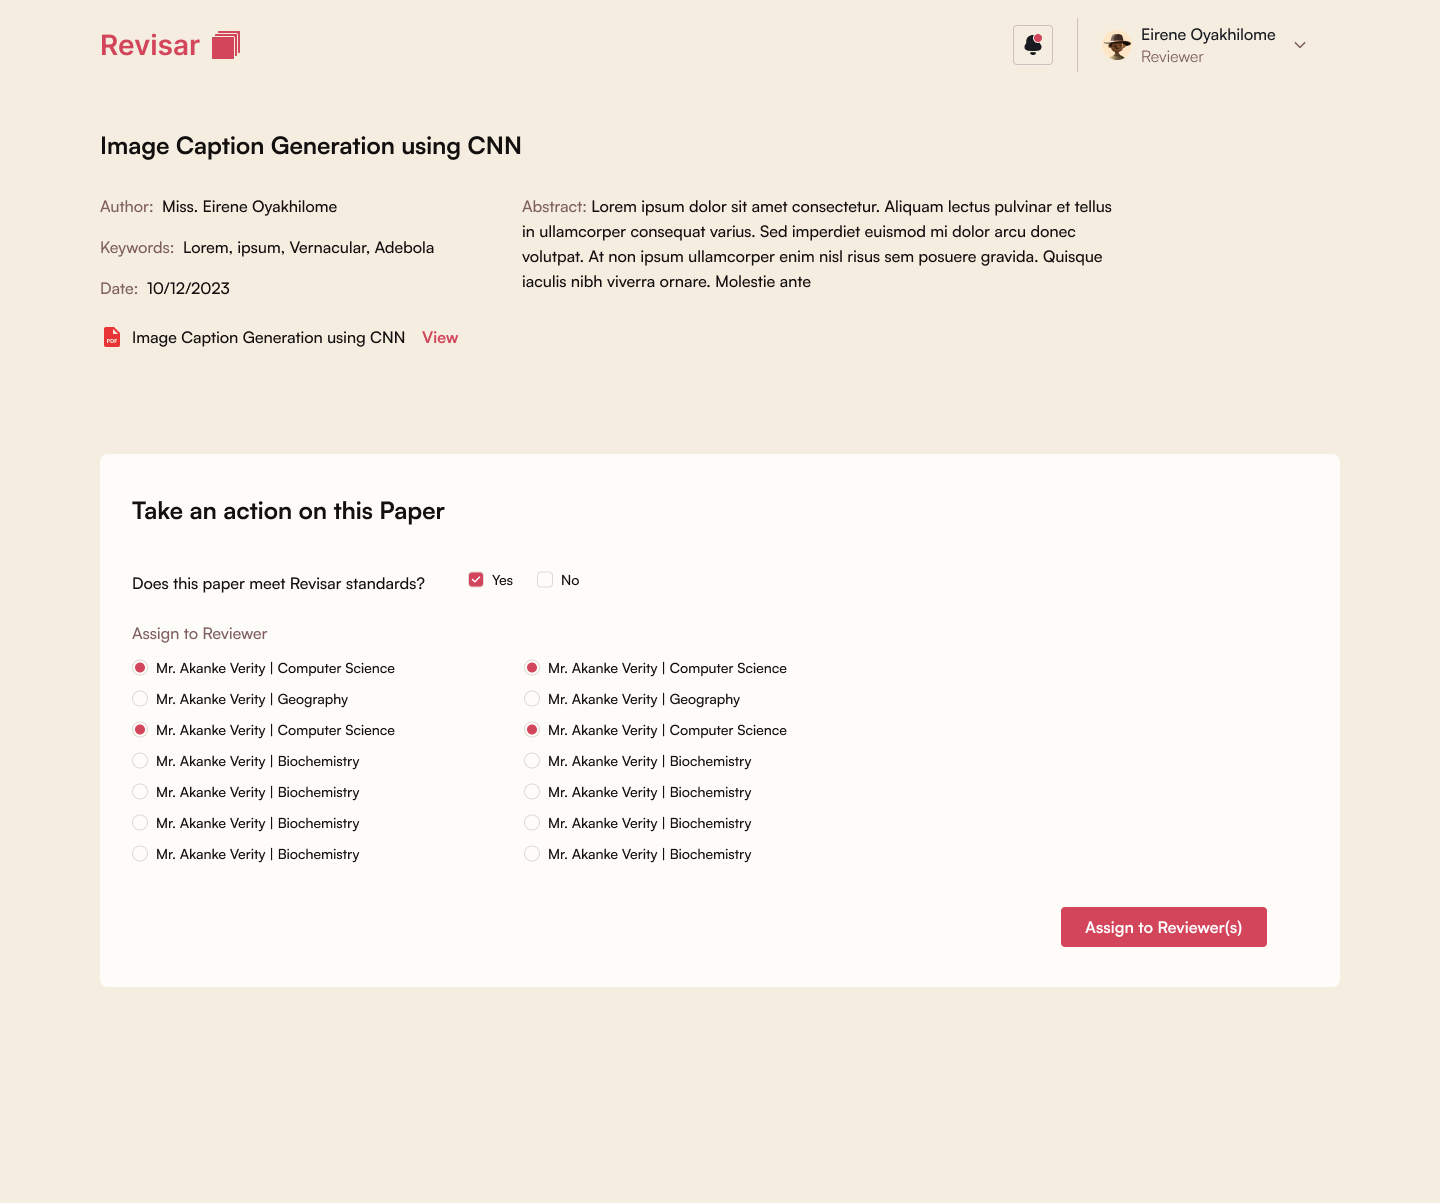 Revisar
Eirene Oyakhilome
Reviewer
Image Caption Generation using CNN
Author: Miss. Eirene Oyakhilome
Keywords: Lorem, ipsum, Vernacular, Adebola
Date: 10/12/2023
PDF Image Caption Generation using CNN View
Abstract: Lorem ipsum dolor sit amet consectetur. Aliquam lectus pulvinar et tellus
in ullamcorper consequat varius. Sed imperdiet euismod mi dolor arcu donec
volutpat. At non ipsum ullamcorper enim nisl risus sem posuere gravida. Quisque
iaculis nibh viverra ornare. Molestie ante
Take an action on this Paper
Does this paper meet Revisar standards? Yes No
Assign to Reviewer
Mr. Akanke Verity | Computer Science
Mr. Akanke Verity | Geography
Mr. Akanke Verity | Computer Science
Mr. Akanke Verity | Biochemistry
Mr. Akanke Verity | Biochemistry
Mr. Akanke Verity | Biochemistry
Mr. Akanke Verity | Biochemistry
Mr. Akanke Verity | Computer Science
Mr. Akanke Verity | Geography
Mr. Akanke Verity | Computer Science
Mr. Akanke Verity | Biochemistry
Mr. Akanke Verity | Biochemistry
Mr. Akanke Verity | Biochemistry
Mr. Akanke Verity | Biochemistry
Assign to Reviewer(s)